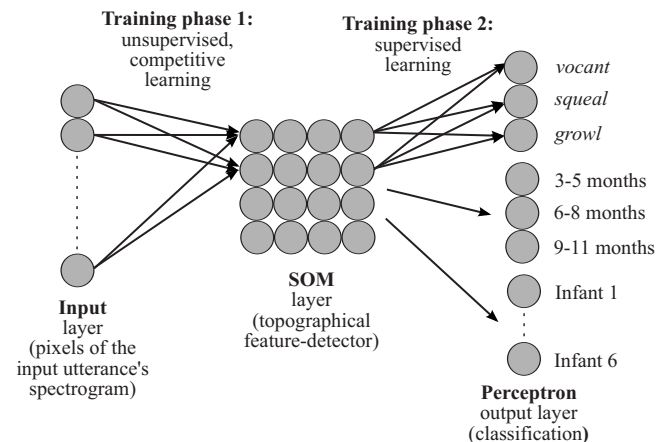 Training phase 1:
unsupervised,
competitive
learning
Training phase 2:
supervised
learning
vocant
squeal
growl
3-5 months
6-8 months
9-11 months
Infant 1
Infant 6
Input
layer
(pixels of the
input utterance's
spectrogram)
SOM
layer
(topographical
feature-detector)
Perceptron
output layer
(classification)